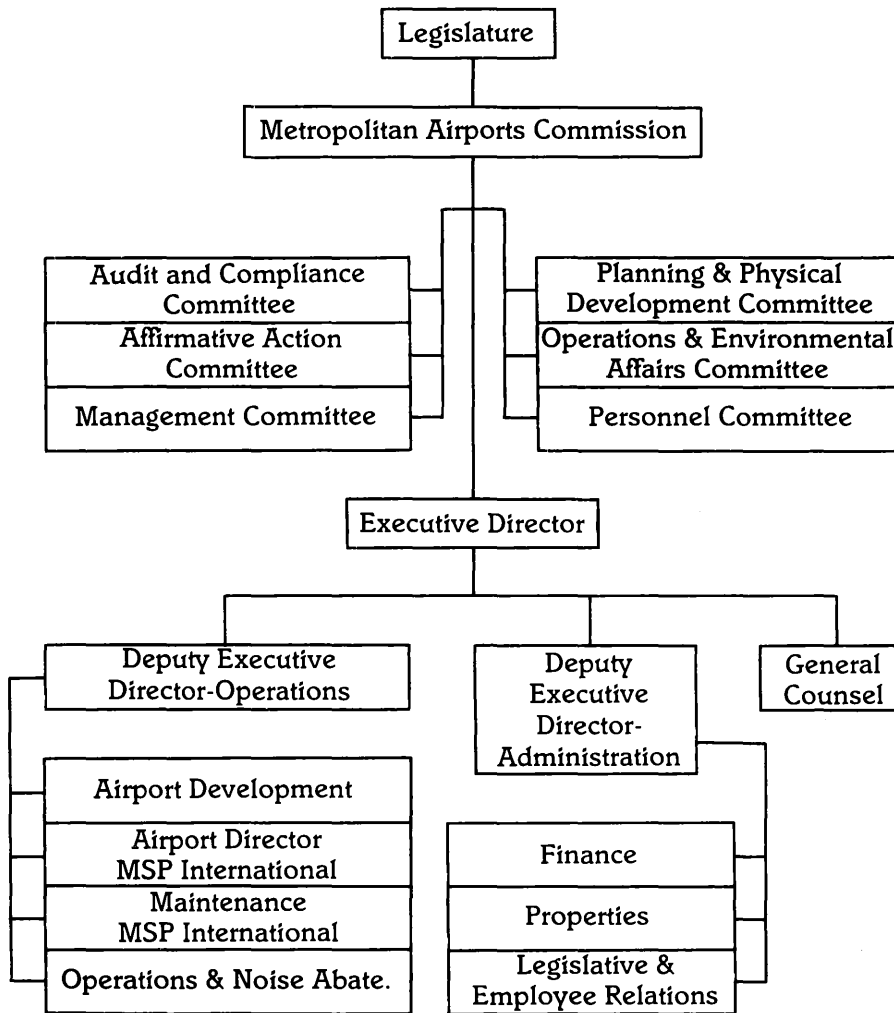 Legislature
Metropolitan Airports Commission
Audit and Compliance
Committee
Affirmative Action
Committee
Management Committee
Planning & Physical
Development Committee
Operations & Environmental
Affairs Committee
Personnel Committee
Executive Director
Deputy Executive
Director-Operations
Airport Development
Airport Director
MSP International
Maintenance
MSP International
Operations & Noise Abate.
Deputy
Executive
Director-
Administration
Finance
Properties
Legislative &
Employee Relations
General
Counsel